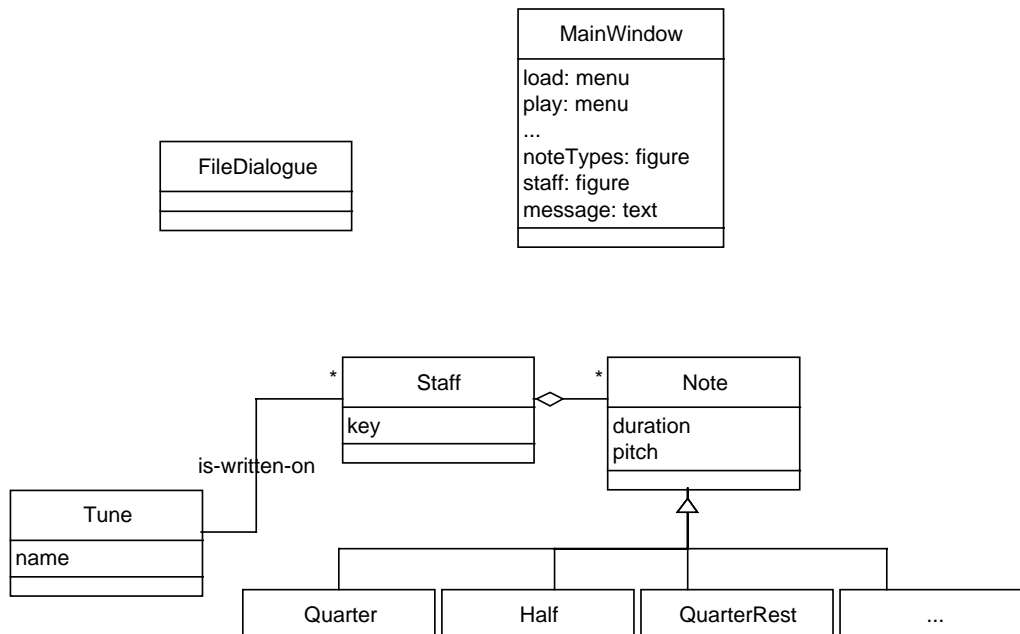 MainWindow
load: menu
play: menu
...
noteTypes: figure
staff: figure
message: text
FileDialogue
*
Staff
key
*
Note
duration
pitch
is-written-on
Tune
name
Quarter
Half
QuarterRest
...